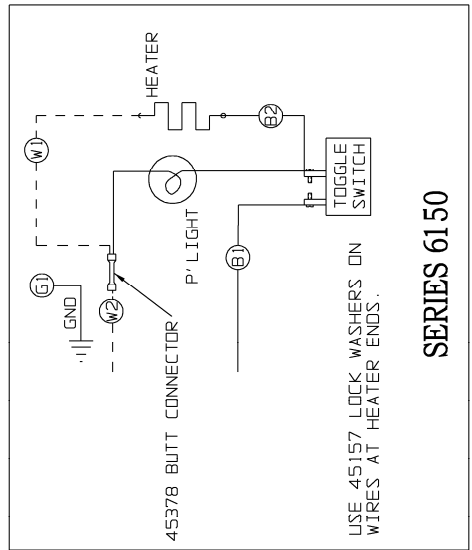 HEATER
W1
B2
G1
GND
P'LIGHT
TOGGLE
SWITCH
W2
B1
45378 BUTT CONNECTOR
USE 45157 LOCK WASHERS ON
WIRES AT HEATER ENDS.
SERIES 6150